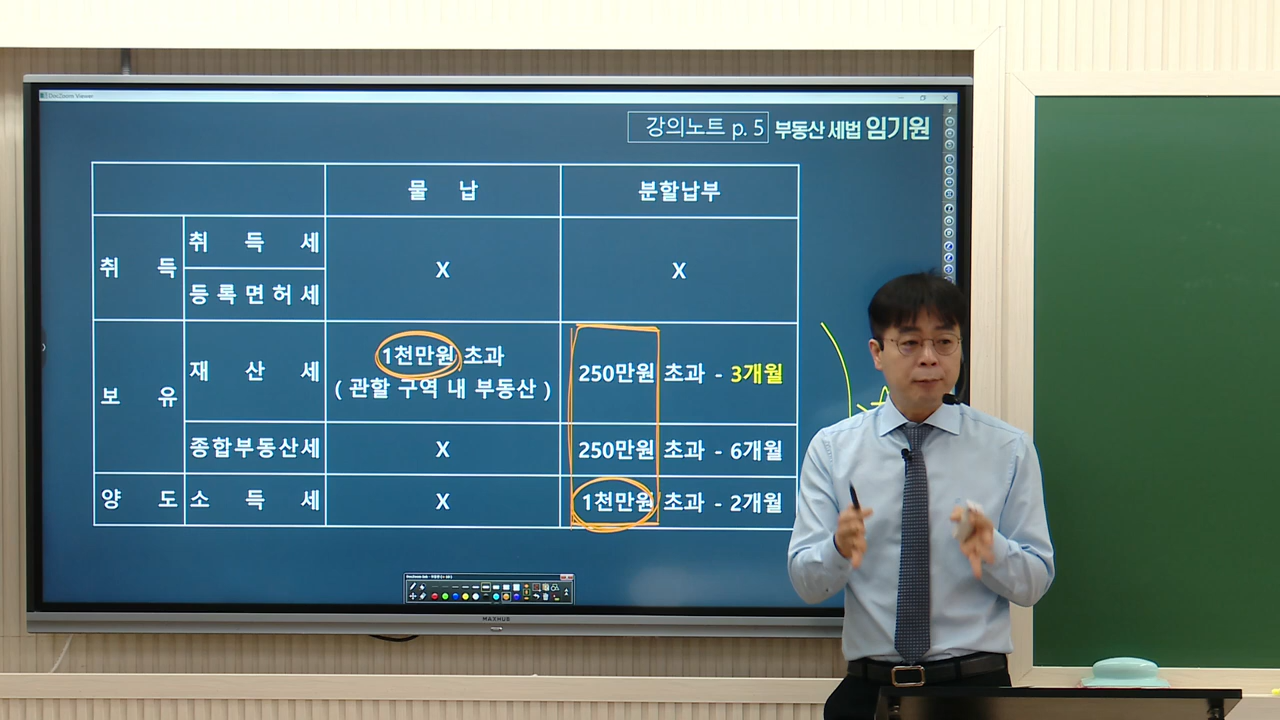 DocZoom Viewer
강의노트 p. 5 부동산 세법 임기원
물 납 분할납부
취 득 취 득 세 X X
등 록 면 허 세
보 유 재 산 세 1천만원 초과 250만원 초과 - 3개월
( 관할 구역 내 부동산 )
종합부동산세 X 250만원 초과 - 6개월
양 도 소 득 세 X 1천만원 초과 - 2개월
MAXHUB